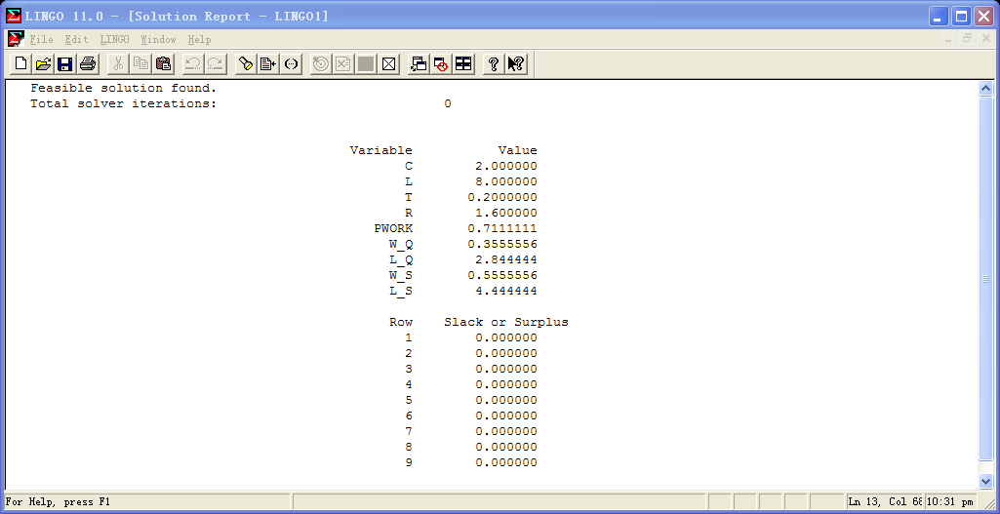 LINGO 11.0 - [Solution Report - LINGO1]
File Edit LINGO Window Help
Feasible solution found.
Total solver iterations: 0
Variable Value
C 2.000000
L 8.000000
T 0.2000000
R 1.600000
PWORK 0.7111111
W_Q 0.3555556
L_Q 2.844444
W_S 0.5555556
L_S 4.444444
Row Slack or Surplus
1 0.000000
2 0.000000
3 0.000000
4 0.000000
5 0.000000
6 0.000000
7 0.000000
8 0.000000
9 0.000000
For Help, press F1
Ln 13, Col 68 10:31 pm